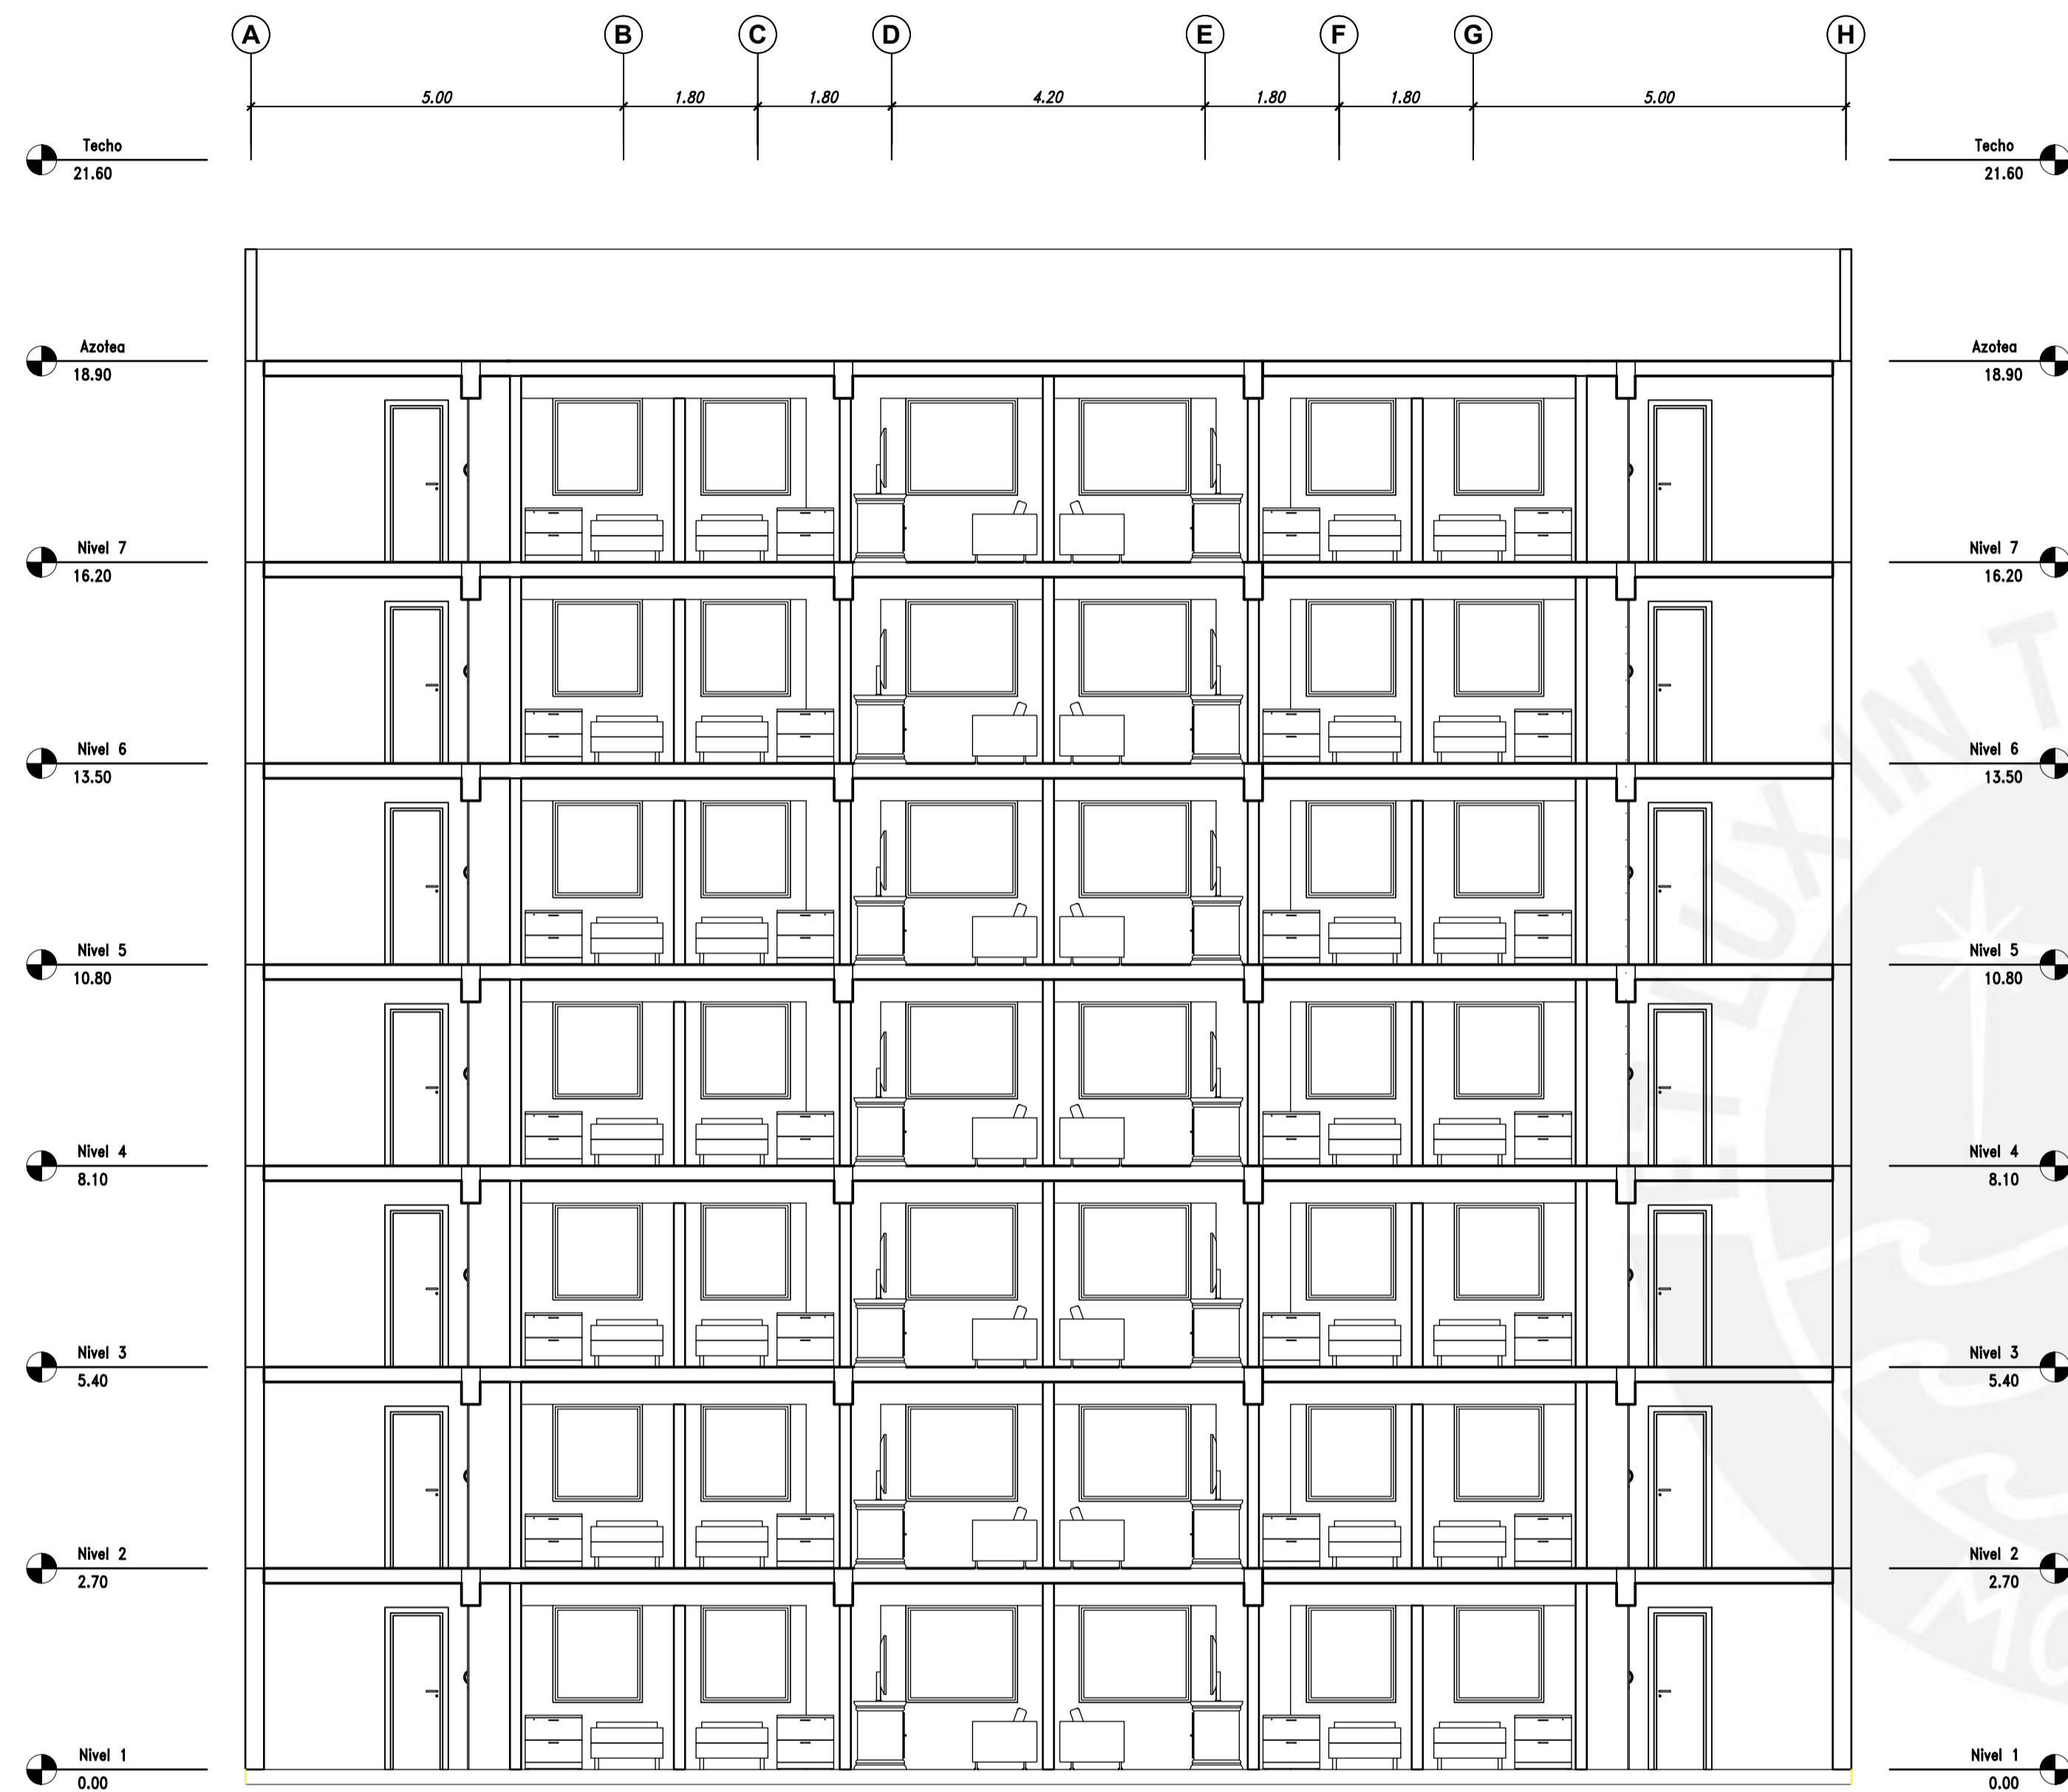 A B C D E F G H
5.00 1.80 1.80 4.20 1.80 1.80 5.00
Techo Techo
21.60 21.60
Azotea Azotea
18.90 18.90
Nivel 7 Nivel 7
16.20 16.20
Nivel 6 Nivel 6
13.50 13.50
Nivel 5 Nivel 5
10.80 10.80
Nivel 4 Nivel 4
8.10 8.10
Nivel 3 Nivel 3
5.40 5.40
Nivel 2 Nivel 2
2.70 2.70
Nivel 1 Nivel 1
0.00 0.00
ET LUX IN T
MC